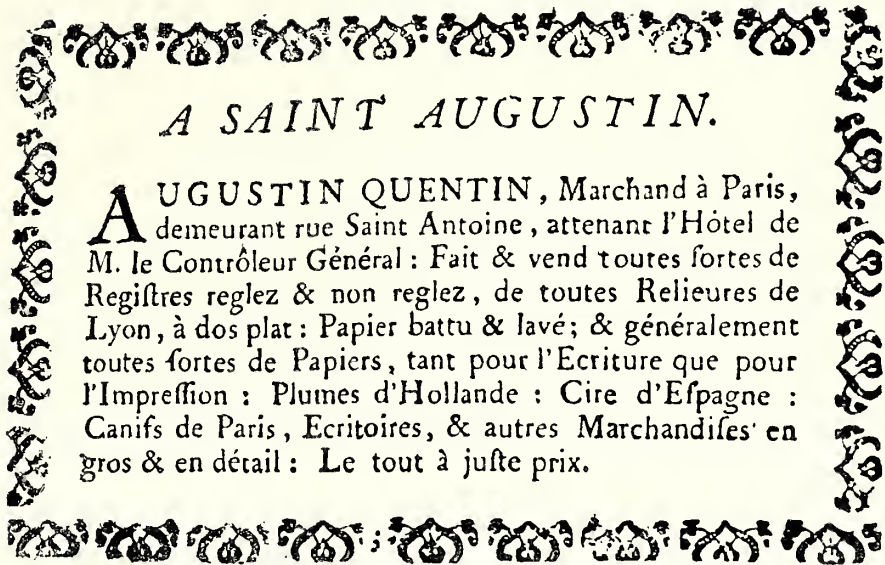 A SAINT AUGUSTIN.
AUGUSTIN QUENTIN, Marchand à Paris,
demeurant rue Saint Antoine, attenant l'Hôtel de
M. le Contrôleur Général : Fait & vend toutes ſortes de
Regiſtres reglez & non reglez, de toutes Relieures de
Lyon, à dos plat : Papier battu & lavé; & généralement
toutes ſortes de Papiers, tant pour l'Ecriture que pour
l'Impreſſion : Plumes d'Hollande : Cire d'Eſpagne :
Canifs de Paris, Ecritoires, & autres Marchandiſes en
gros & en détail : Le tout à juſte prix.